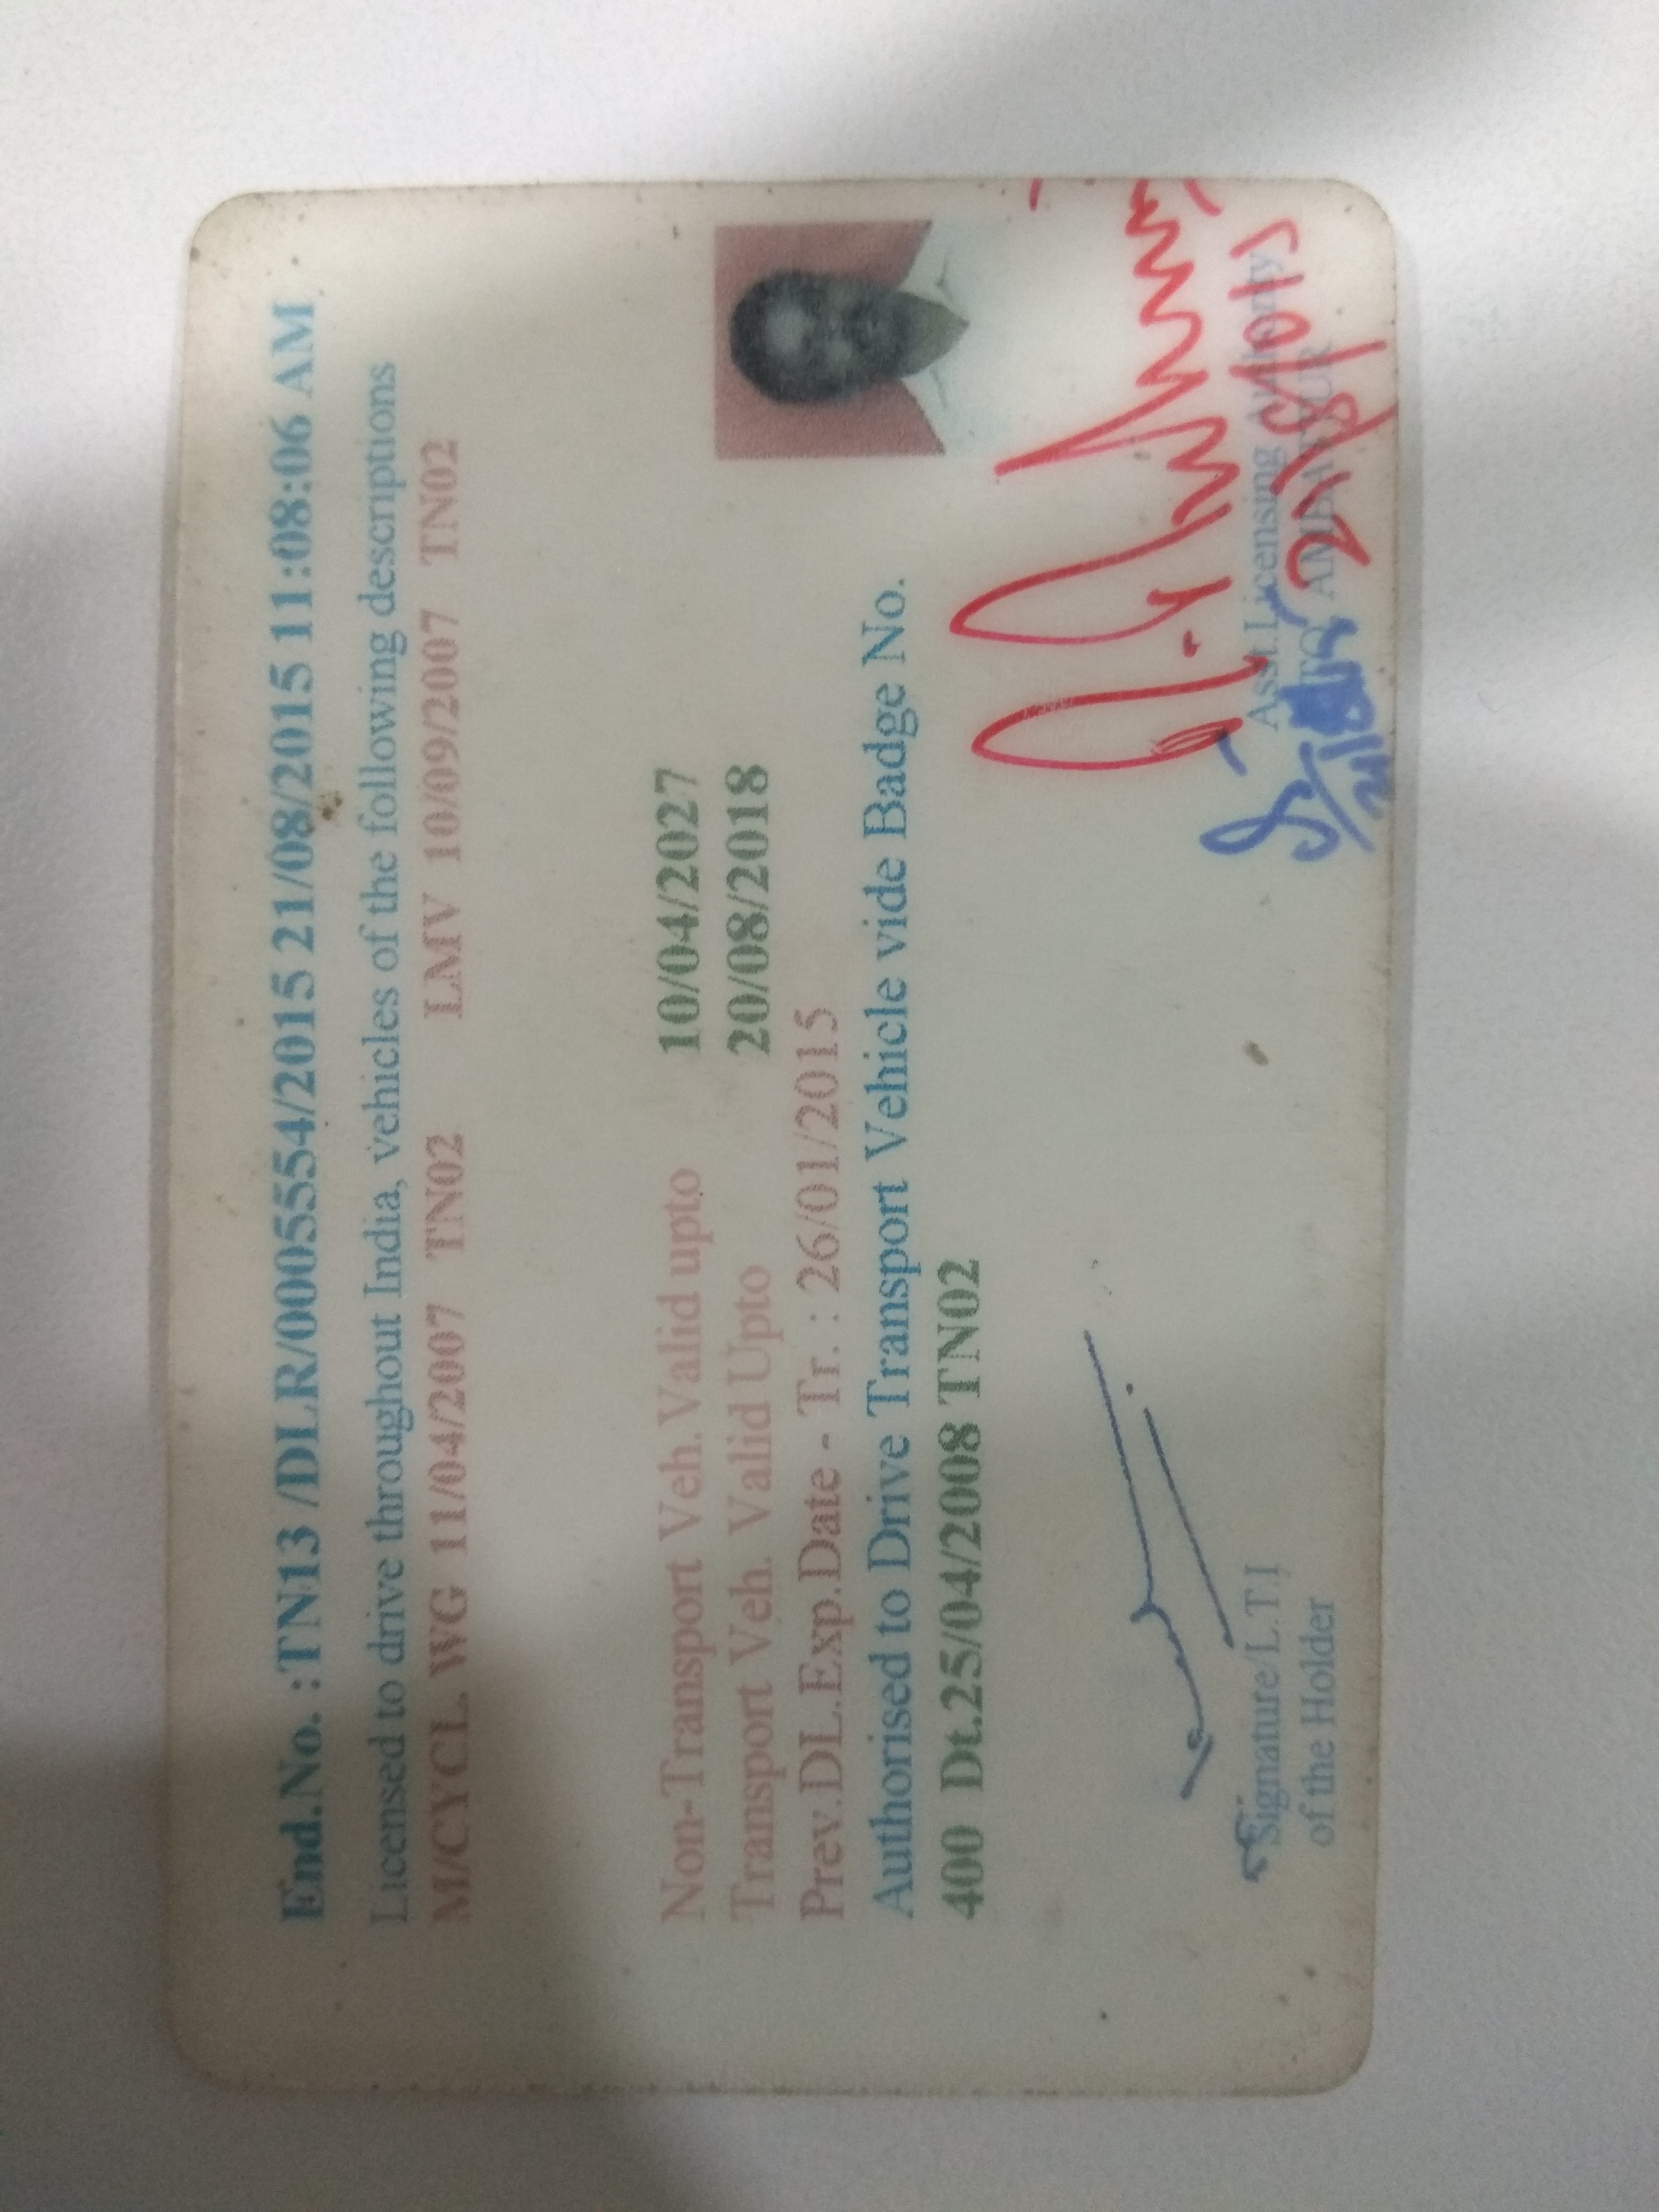 End.No. :TN13 /DLR/0005554/2015 21/08/2015 11:08:06 AM
Licensed to drive throughout India, vehicles of the following descriptions
M/CYCL.WG 11/04/2007 TN02 LMV 10/09/2007 TN02
Non-Transport Veh.Valid upto 10/04/2027
Transport Veh. Valid Upto 20/08/2018
Prev.DL.Exp.Date - Tr. : 26/01/2015
Authorised to Drive Transport Vehicle vide Badge No.
400 Dt.25/04/2008 TN02
Signature/L.T.I
of the Holder
Asst.Licensing Authority
AMBATTUR
21/8/2015